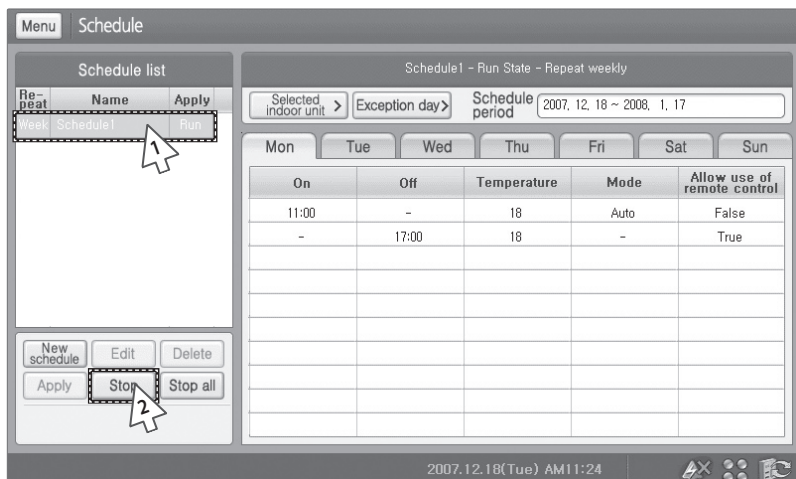 Menu Schedule
Schedule list
Re-peat Name Apply
Week Schedule1 Run
1
New schedule Edit Delete
Apply Stop Stop all
2
Schedule1 - Run State - Repeat weekly
Selected indoor unit > Exception day> Schedule period 2007, 12, 18 ~ 2008, 1, 17
Mon Tue Wed Thu Fri Sat Sun
On Off Temperature Mode Allow use of remote control
11:00 - 18 Auto False
- 17:00 18 - True
2007.12.18(Tue) AM11:24